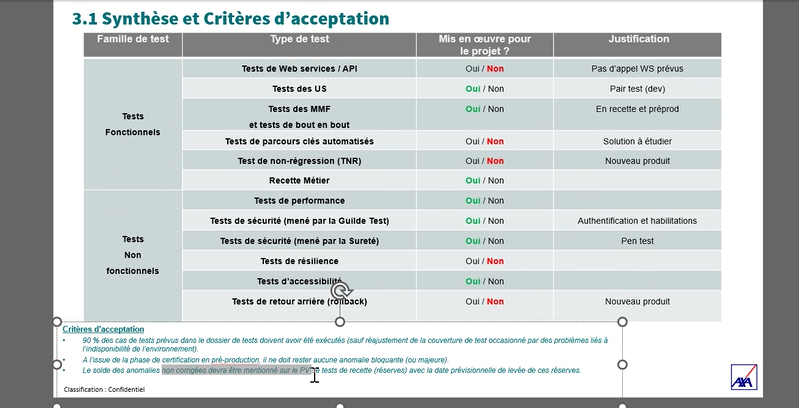 3.1 Synthèse et Critères d'acceptation
Famille de test
Type de test
Mis en œuvre pour
le projet ?
Justification
Tests
Fonctionnels
Tests de Web services / API
Oui / Non
Pas d'appel WS prévus
Tests des US
Oui / Non
Pair test (dev)
Tests des MMF
et tests de bout en bout
Oui / Non
En recette et préprod
Tests de parcours clés automatisés
Oui / Non
Solution à étudier
Test de non-régression (TNR)
Oui / Non
Nouveau produit
Recette Métier
Oui / Non
Tests
Non
fonctionnels
Tests de performance
Oui / Non
Tests de sécurité (mené par la Guilde Test)
Oui / Non
Authentification et habilitations
Tests de sécurité (mené par la Sureté)
Oui / Non
Pen test
Tests de résilience
Oui / Non
Tests d'accessibilité
Oui / Non
Tests de retour arrière (rollback)
Oui / Non
Nouveau produit
Critères d'acceptation
• 90 % des cas de tests prévus dans le dossier de tests doivent avoir été exécutés (sauf réajustement de la couverture de test occasionné par des problèmes liés à
l'indisponibilité de l'environnement).
• A l'issue de la phase de certification en pré-production, il ne doit rester aucune anomalie bloquante (ou majeure).
• Le solde des anomalies non corrigées devra être mentionné sur le PV de tests de recette (réserves) avec la date prévisionnelle de levée de ces réserves.
Classification : Confidentiel
AXA